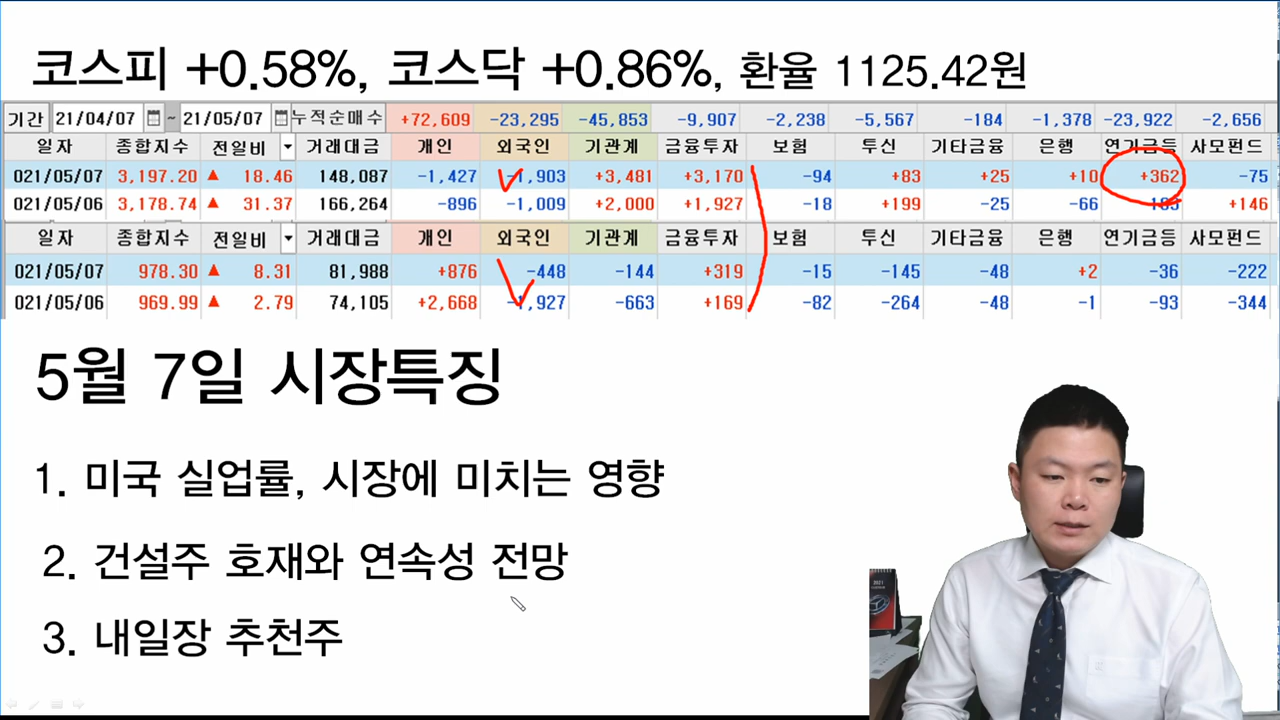 코스피 +0.58%, 코스닥 +0.86%, 환율 1125.42원
기간 21/04/07 ~ 21/05/07 누적순매수 +72,609 -23,295 -45,853 -9,907 -2,238 -5,567 -184 -1,378 -23,922 -2,656
일자 종합지수 전일비 거래대금 개인 외국인 기관계 금융투자 보험 투신 기타금융 은행 연기금등 사모펀드
021/05/07 3,197.20 ▲ 18.46 148,087 -1,427 -1,903 +3,481 +3,170 -94 +83 +25 +10 +362 -75
021/05/06 3,178.74 ▲ 31.37 166,264 -896 -1,009 +2,000 +1,927 -18 +199 -25 -66 +146
일자 종합지수 전일비 거래대금 개인 외국인 기관계 금융투자 보험 투신 기타금융 은행 연기금등 사모펀드
021/05/07 978.30 ▲ 8.31 81,988 +876 -448 -144 +319 -15 -145 -48 +2 -36 -222
021/05/06 969.99 ▲ 2.79 74,105 +2,668 -1,927 -663 +169 -82 -264 -48 -1 -93 -344
5월 7일 시장특징
1. 미국 실업률, 시장에 미치는 영향
2. 건설주 호재와 연속성 전망
3. 내일장 추천주